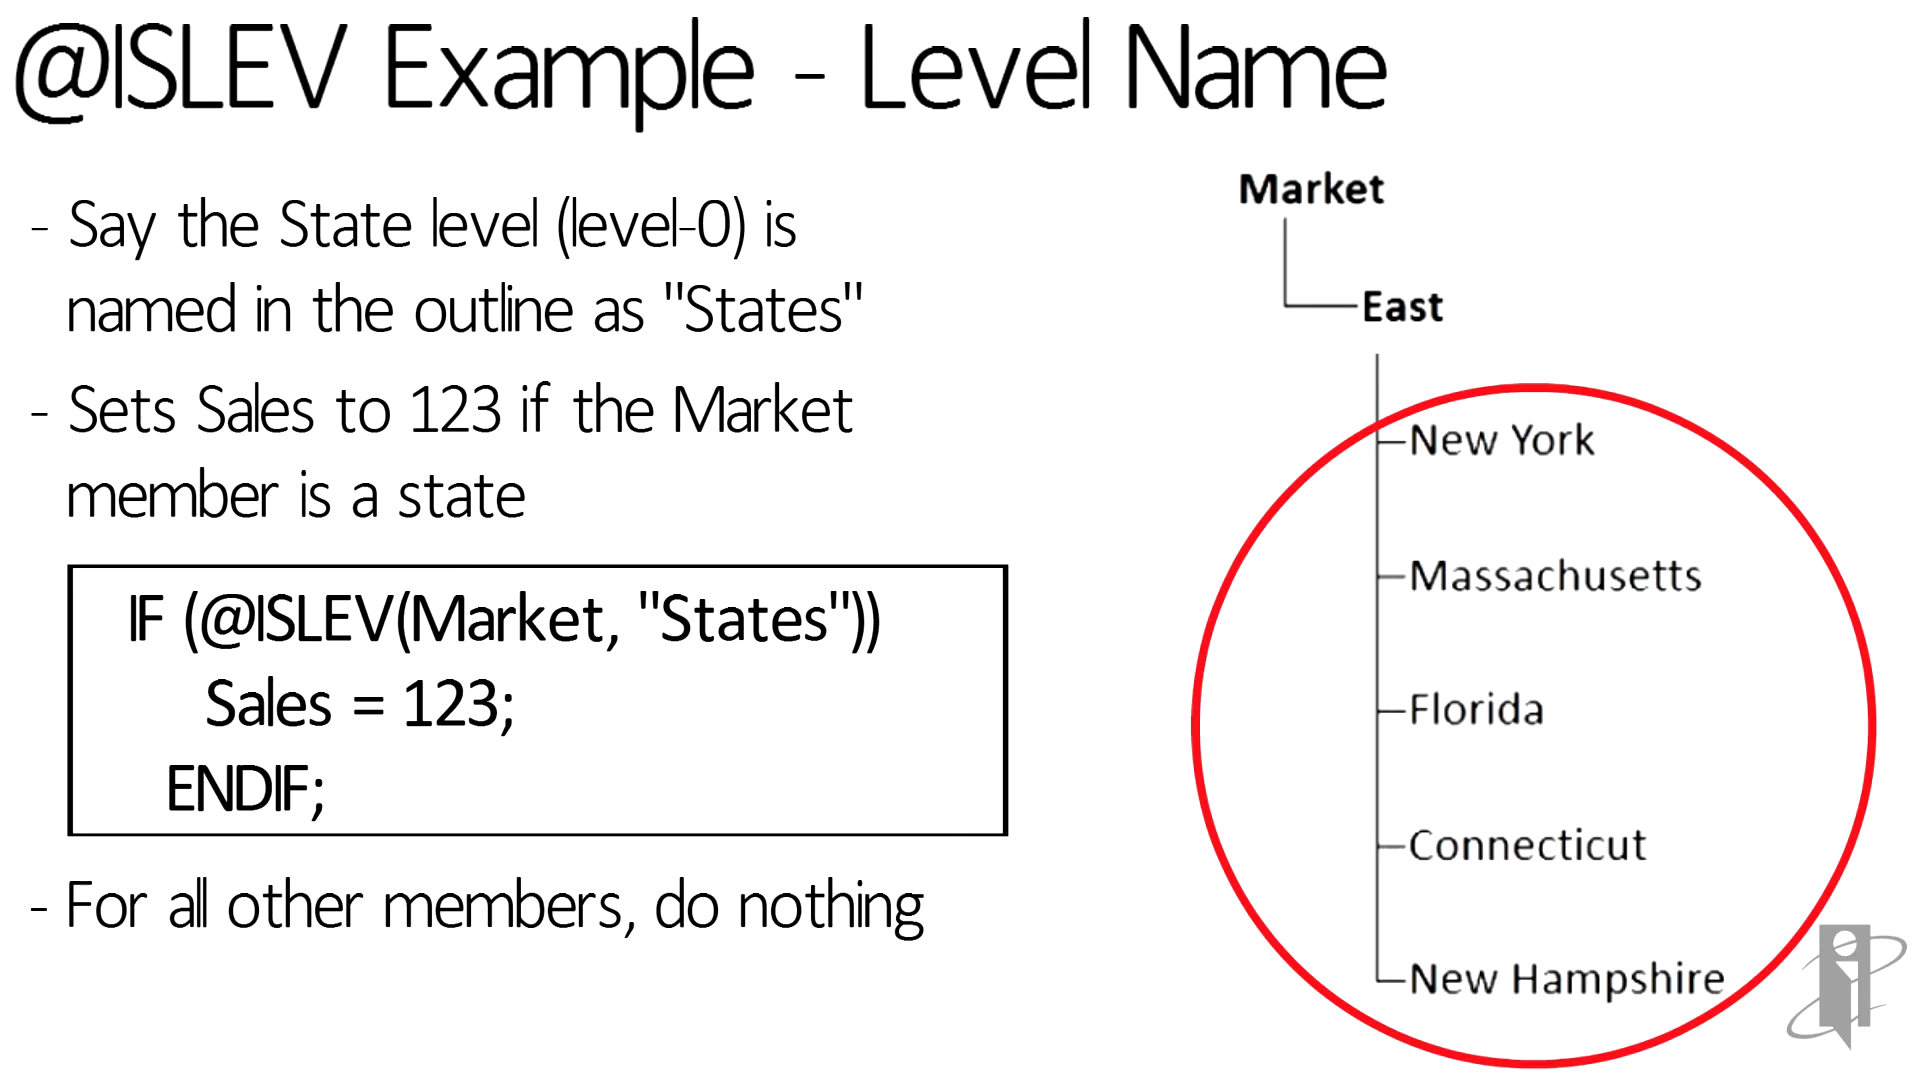 @ISLEV Example - Level Name
- Say the State level (level-0) is
named in the outline as "States"
- Sets Sales to 123 if the Market
member is a state
IF (@ISLEV(Market, "States"))
Sales = 123;
ENDIF;
- For all other members, do nothing
Market
East
New York
Massachusetts
Florida
Connecticut
New Hampshire